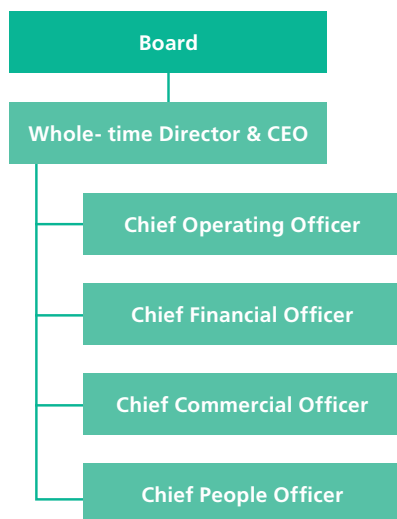 Board
Whole- time Director & CEO
Chief Operating Officer
Chief Financial Officer
Chief Commercial Officer
Chief People Officer